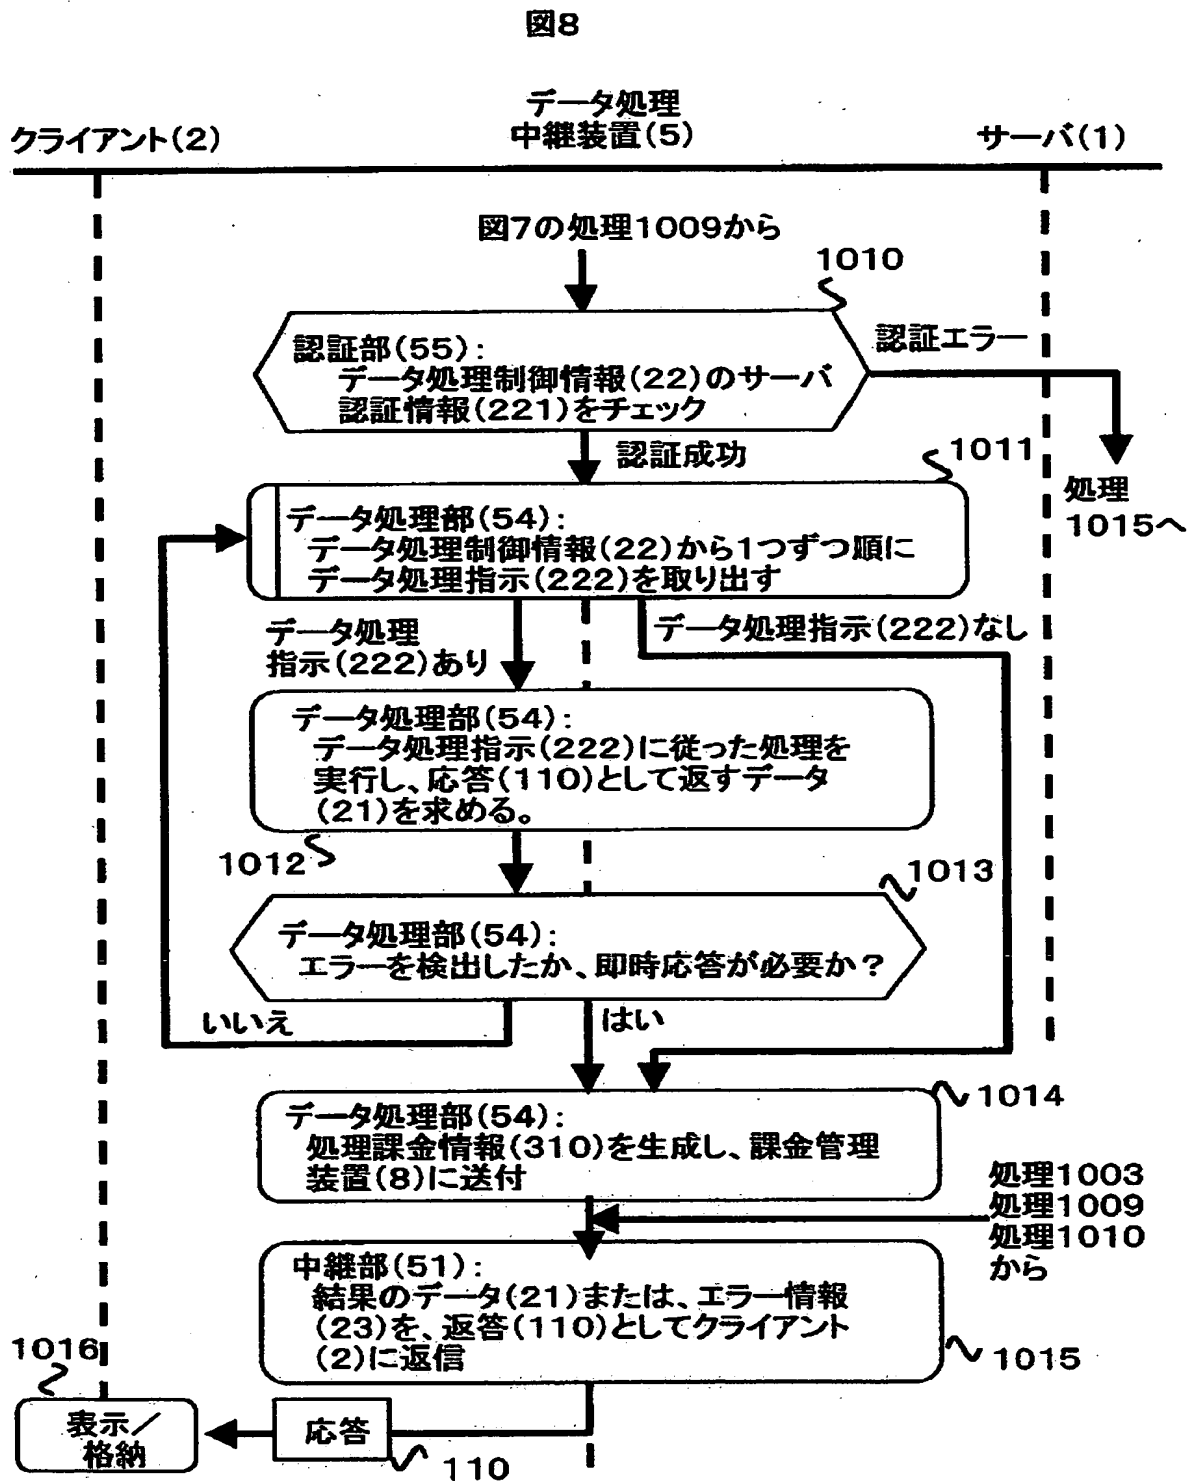 図8
クライアント(2)
データ処理
中継装置(5)
サーバ(1)
図7の処理1009から
1010
認証部(55):
データ処理制御情報(22)のサーバ
認証情報(221)をチェック
認証エラー
認証成功
1011
処理
1015へ
データ処理部(54):
データ処理制御情報(22)から1つずつ順に
データ処理指示(222)を取り出す
データ処理
指示(222)あり
データ処理指示(222)なし
データ処理部(54):
データ処理指示(222)に従った処理を
実行し、応答(110)として返すデータ
(21)を求める。
1012
1013
データ処理部(54):
エラーを検出したか、即時応答が必要か?
いいえ
はい
1014
データ処理部(54):
処理課金情報(310)を生成し、課金管理
装置(8)に送付
処理1003
処理1009
処理1010
から
中継部(51):
結果のデータ(21)または、エラー情報
(23)を、返答(110)としてクライアント
(2)に返信
1015
1016
表示/
格納
応答
110